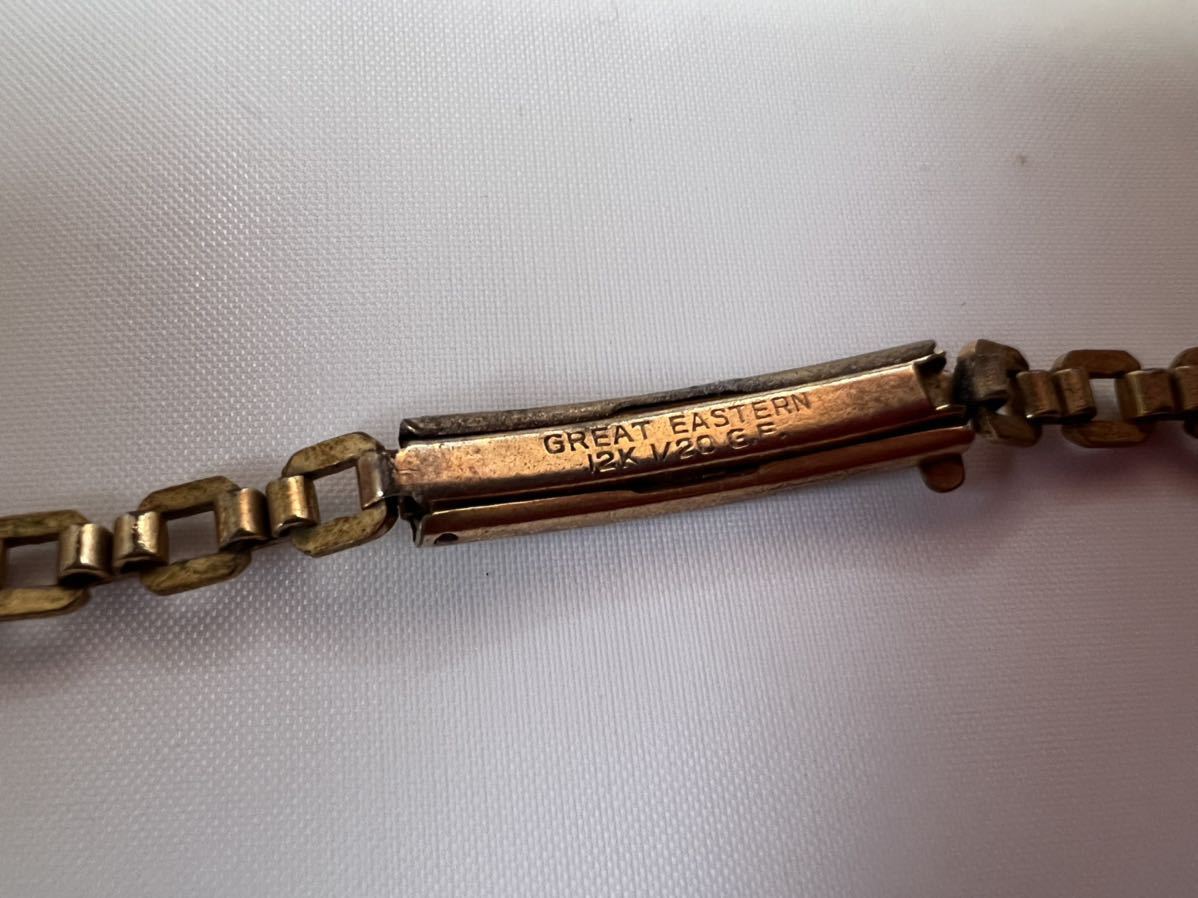 GREAT EASTERN
12K 1/20 G.F.